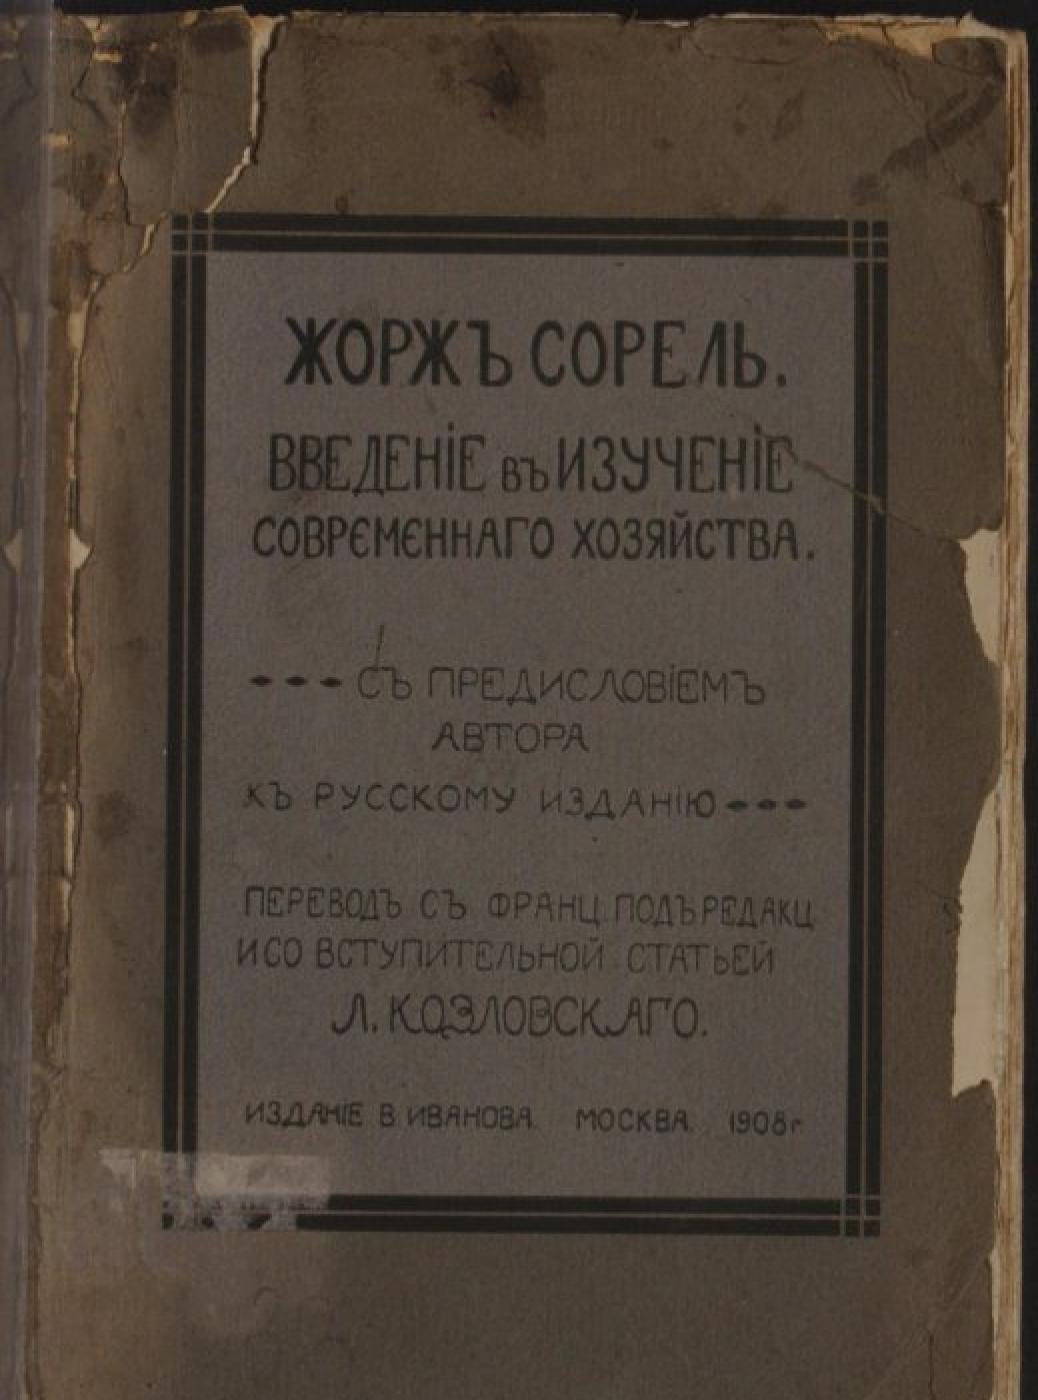 ЖОРЖЪ СОРЕЛЬ.
ВВЕДЕНІЕ ВЪ ИЗУЧЕНІЕ
СОВРЕМЕННАГО ХОЗЯЙСТВА.
--- СЪ ПРЕДИСЛОВІЕМЪ
АВТОРА
КЪ РУССКОМУ ИЗДАНІЮ ---
ПЕРЕВОДЪ СЪ ФРАНЦ. ПОДЪ РЕДАКЦ
И СО ВСТУПИТЕЛЬНОЙ СТАТЬЕЙ
Л. КОЗЛОВСКАГО.
ИЗДАНІЕ В ИВАНОВА. МОСКВА. 1908 г.